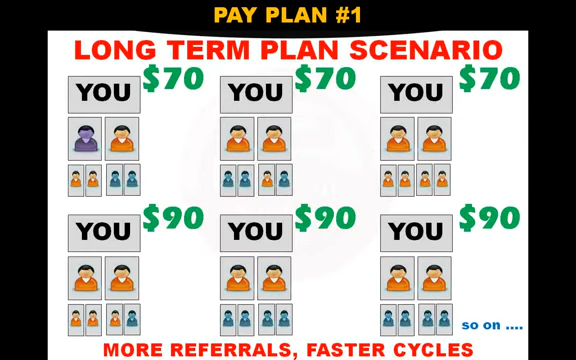 PAY PLAN #1
LONG TERM PLAN SCENARIO
YOU $70 YOU $70 YOU $70
YOU $90 YOU $90 YOU $90
so on ....
MORE REFERRALS, FASTER CYCLES